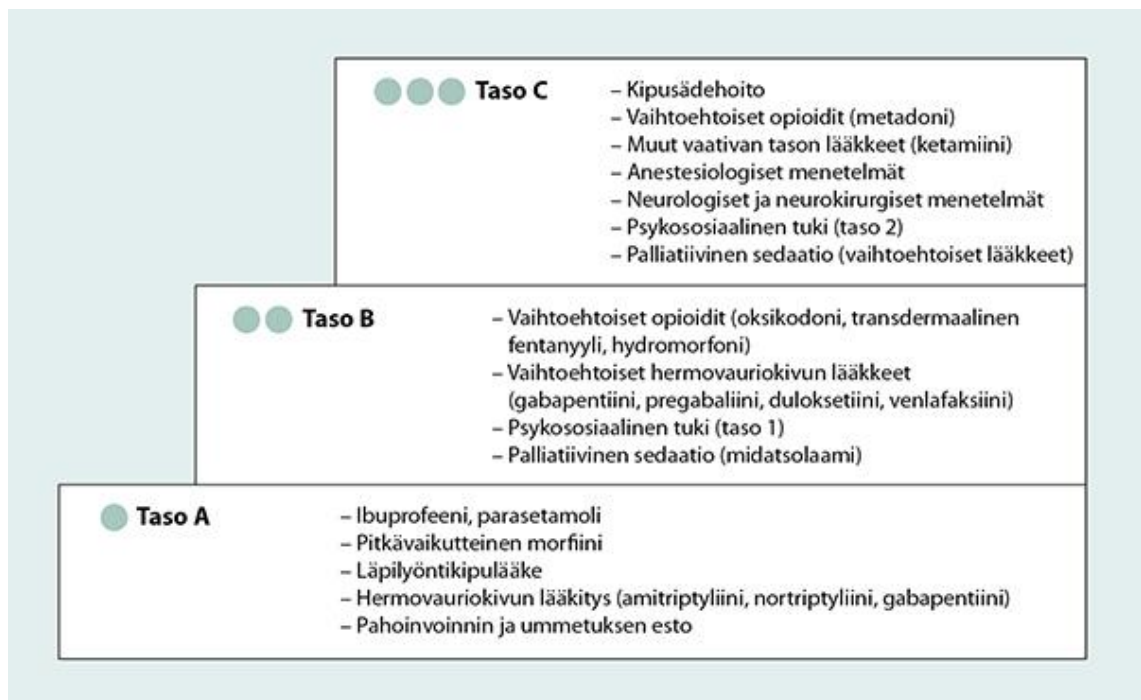 Taso C
– Kipusädehoito
– Vaihtoehtoiset opioidit (metadoni)
– Muut vaativan tason lääkkeet (ketamiini)
– Anestesiologiset menetelmät
– Neurologiset ja neurokirurgiset menetelmät
– Psykososiaalinen tuki (taso 2)
– Palliatiivinen sedaatio (vaihtoehtoiset lääkkeet)
Taso B
– Vaihtoehtoiset opioidit (oksikodoni, transdermaalinen
fentanyyli, hydromorfoni)
– Vaihtoehtoiset hermovauriokivun lääkkeet
(gabapentiini, pregabaliini, duloksetiini, venlafaksiini)
– Psykososiaalinen tuki (taso 1)
– Palliatiivinen sedaatio (midatsolaami)
Taso A
– Ibuprofeeni, parasetamoli
– Pitkävaikutteinen morfiini
– Läpilyöntikipulääke
– Hermovauriokivun lääkitys (amitriptyliini, nortriptyliini, gabapentiini)
– Pahoinvoinnin ja ummetuksen esto